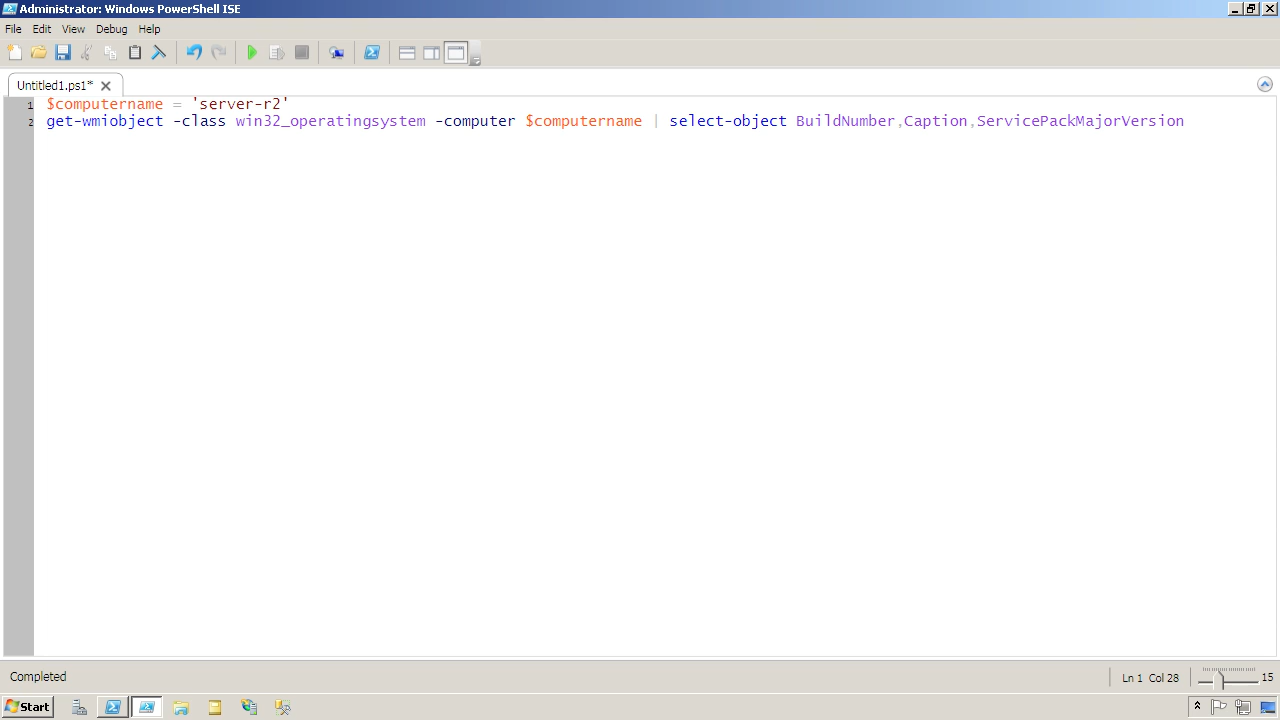 Administrator: Windows PowerShell ISE
File Edit View Debug Help
Untitled1.ps1*
1 $computername = 'server-r2'
2 get-wmiobject -class win32_operatingsystem -computer $computername | select-object BuildNumber,Caption,ServicePackMajorVersion
Completed
Ln 1 Col 28
15
Start